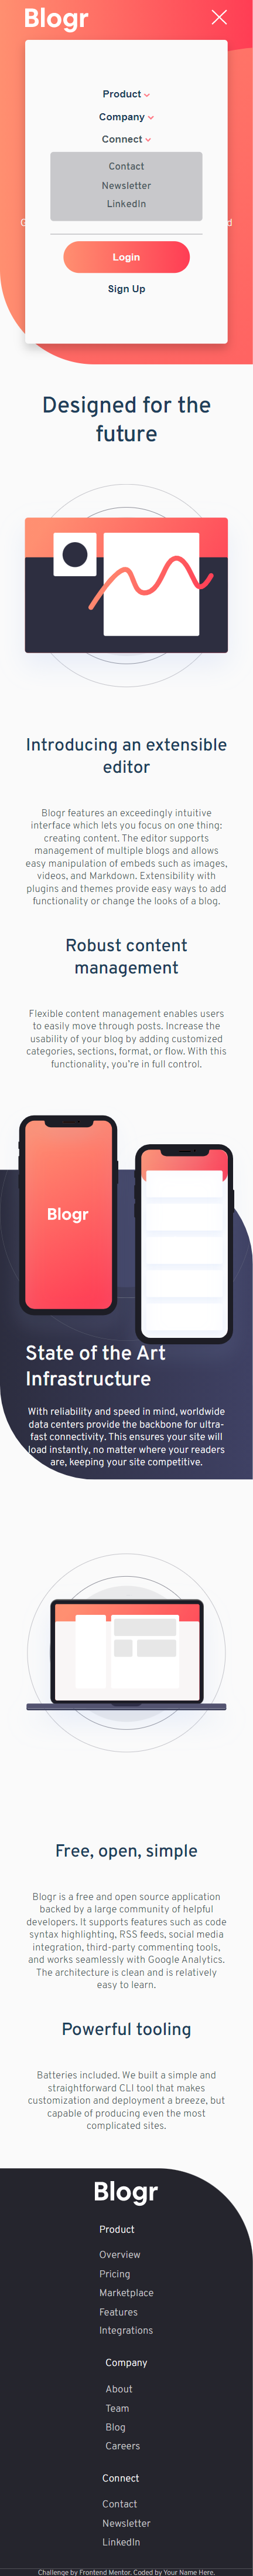 Blogr
Product
Company
Connect
Contact
Newsletter
LinkedIn
G
d
Login
Sign Up
Designed for the
future
Introducing an extensible
editor
Blogr features an exceedingly intuitive
interface which lets you focus on one thing:
creating content. The editor supports
management of multiple blogs and allows
easy manipulation of embeds such as images,
videos, and Markdown. Extensibility with
plugins and themes provide easy ways to add
functionality or change the looks of a blog.
Robust content
management
Flexible content management enables users
to easily move through posts. Increase the
usability of your blog by adding customized
categories, sections, format, or flow. With this
functionality, you're in full control.
Blogr
State of the Art
Infrastructure
With reliability and speed in mind, worldwide
data centers provide the backbone for ultra-
fast connectivity. This ensures your site will
load instantly, no matter where your readers
are, keeping your site competitive.
Free, open, simple
Blogr is a free and open source application
backed by a large community of helpful
developers. It supports features such as code
syntax highlighting, RSS feeds, social media
integration, third-party commenting tools,
and works seamlessly with Google Analytics.
The architecture is clean and is relatively
easy to learn.
Powerful tooling
Batteries included. We built a simple and
straightforward CLI tool that makes
customization and deployment a breeze, but
capable of producing even the most
complicated sites.
Blogr
Product
Overview
Pricing
Marketplace
Features
Integrations
Company
About
Team
Blog
Careers
Connect
Contact
Newsletter
LinkedIn
Challenge by Frontend Mentor. Coded by Your Name Here.